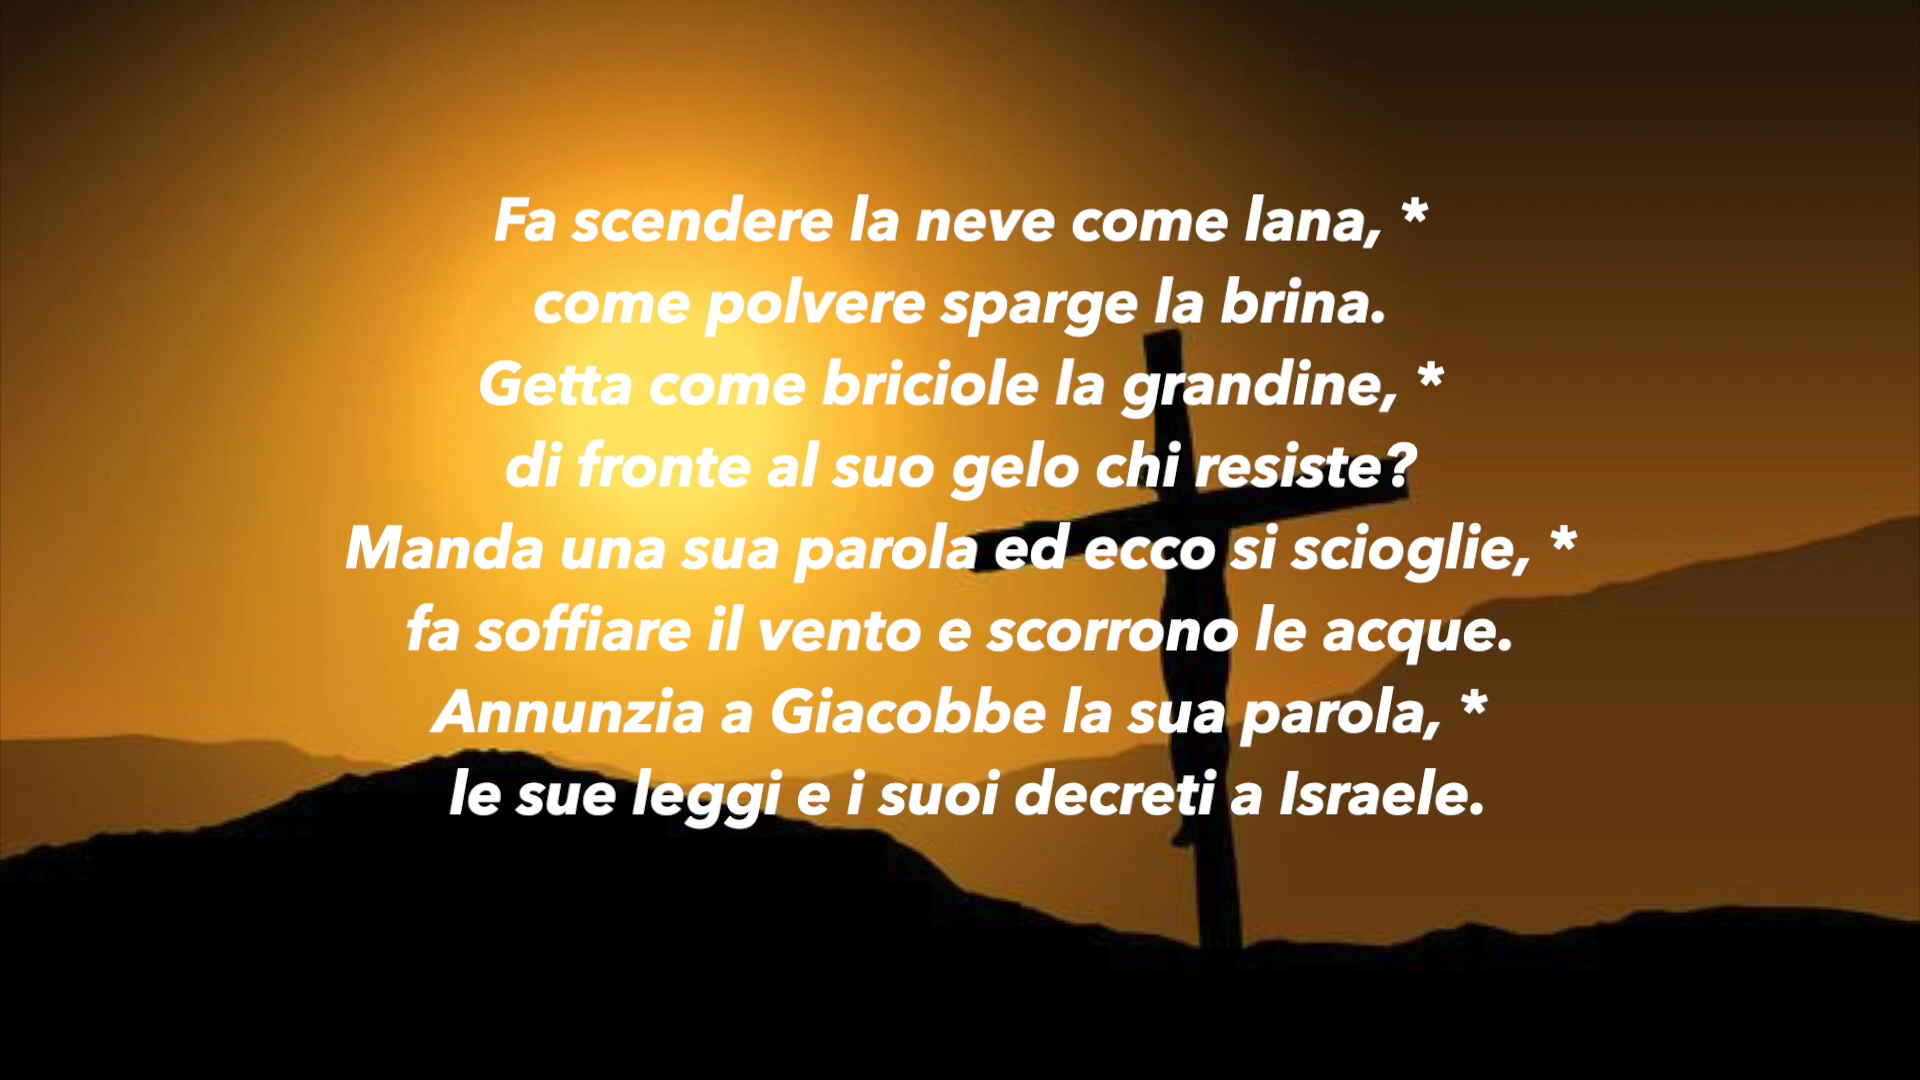 Fa scendere la neve come lana, *
come polvere sparge la brina.
Getta come briciole la grandine, *
di fronte al suo gelo chi resiste?
Manda una sua parola ed ecco si scioglie, *
fa soffiare il vento e scorrono le acque.
Annunzia a Giacobbe la sua parola, *
le sue leggi e i suoi decreti a Israele.